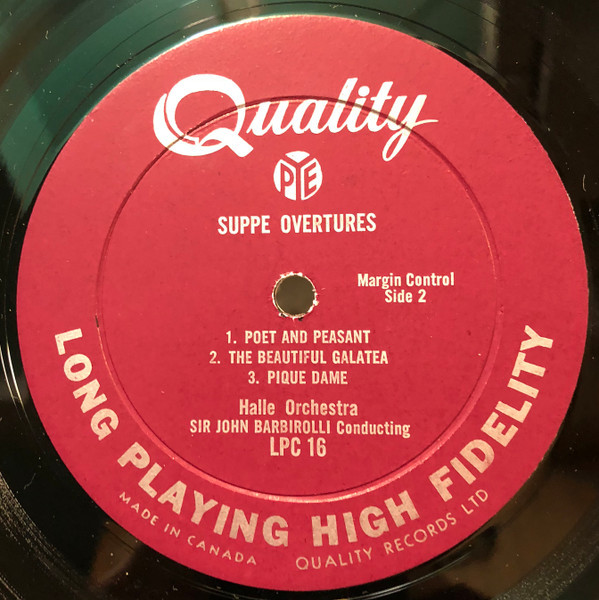 Quality
PYE
SUPPE OVERTURES
Margin Control
Side 2
1. POET AND PEASANT
2. THE BEAUTIFUL GALATEA
3. PIQUE DAME
Halle Orchestra
SIR JOHN BARBIROLLI Conducting
LPC 16
LONG PLAYING HIGH FIDELITY
MADE IN CANADA QUALITY RECORDS LTD